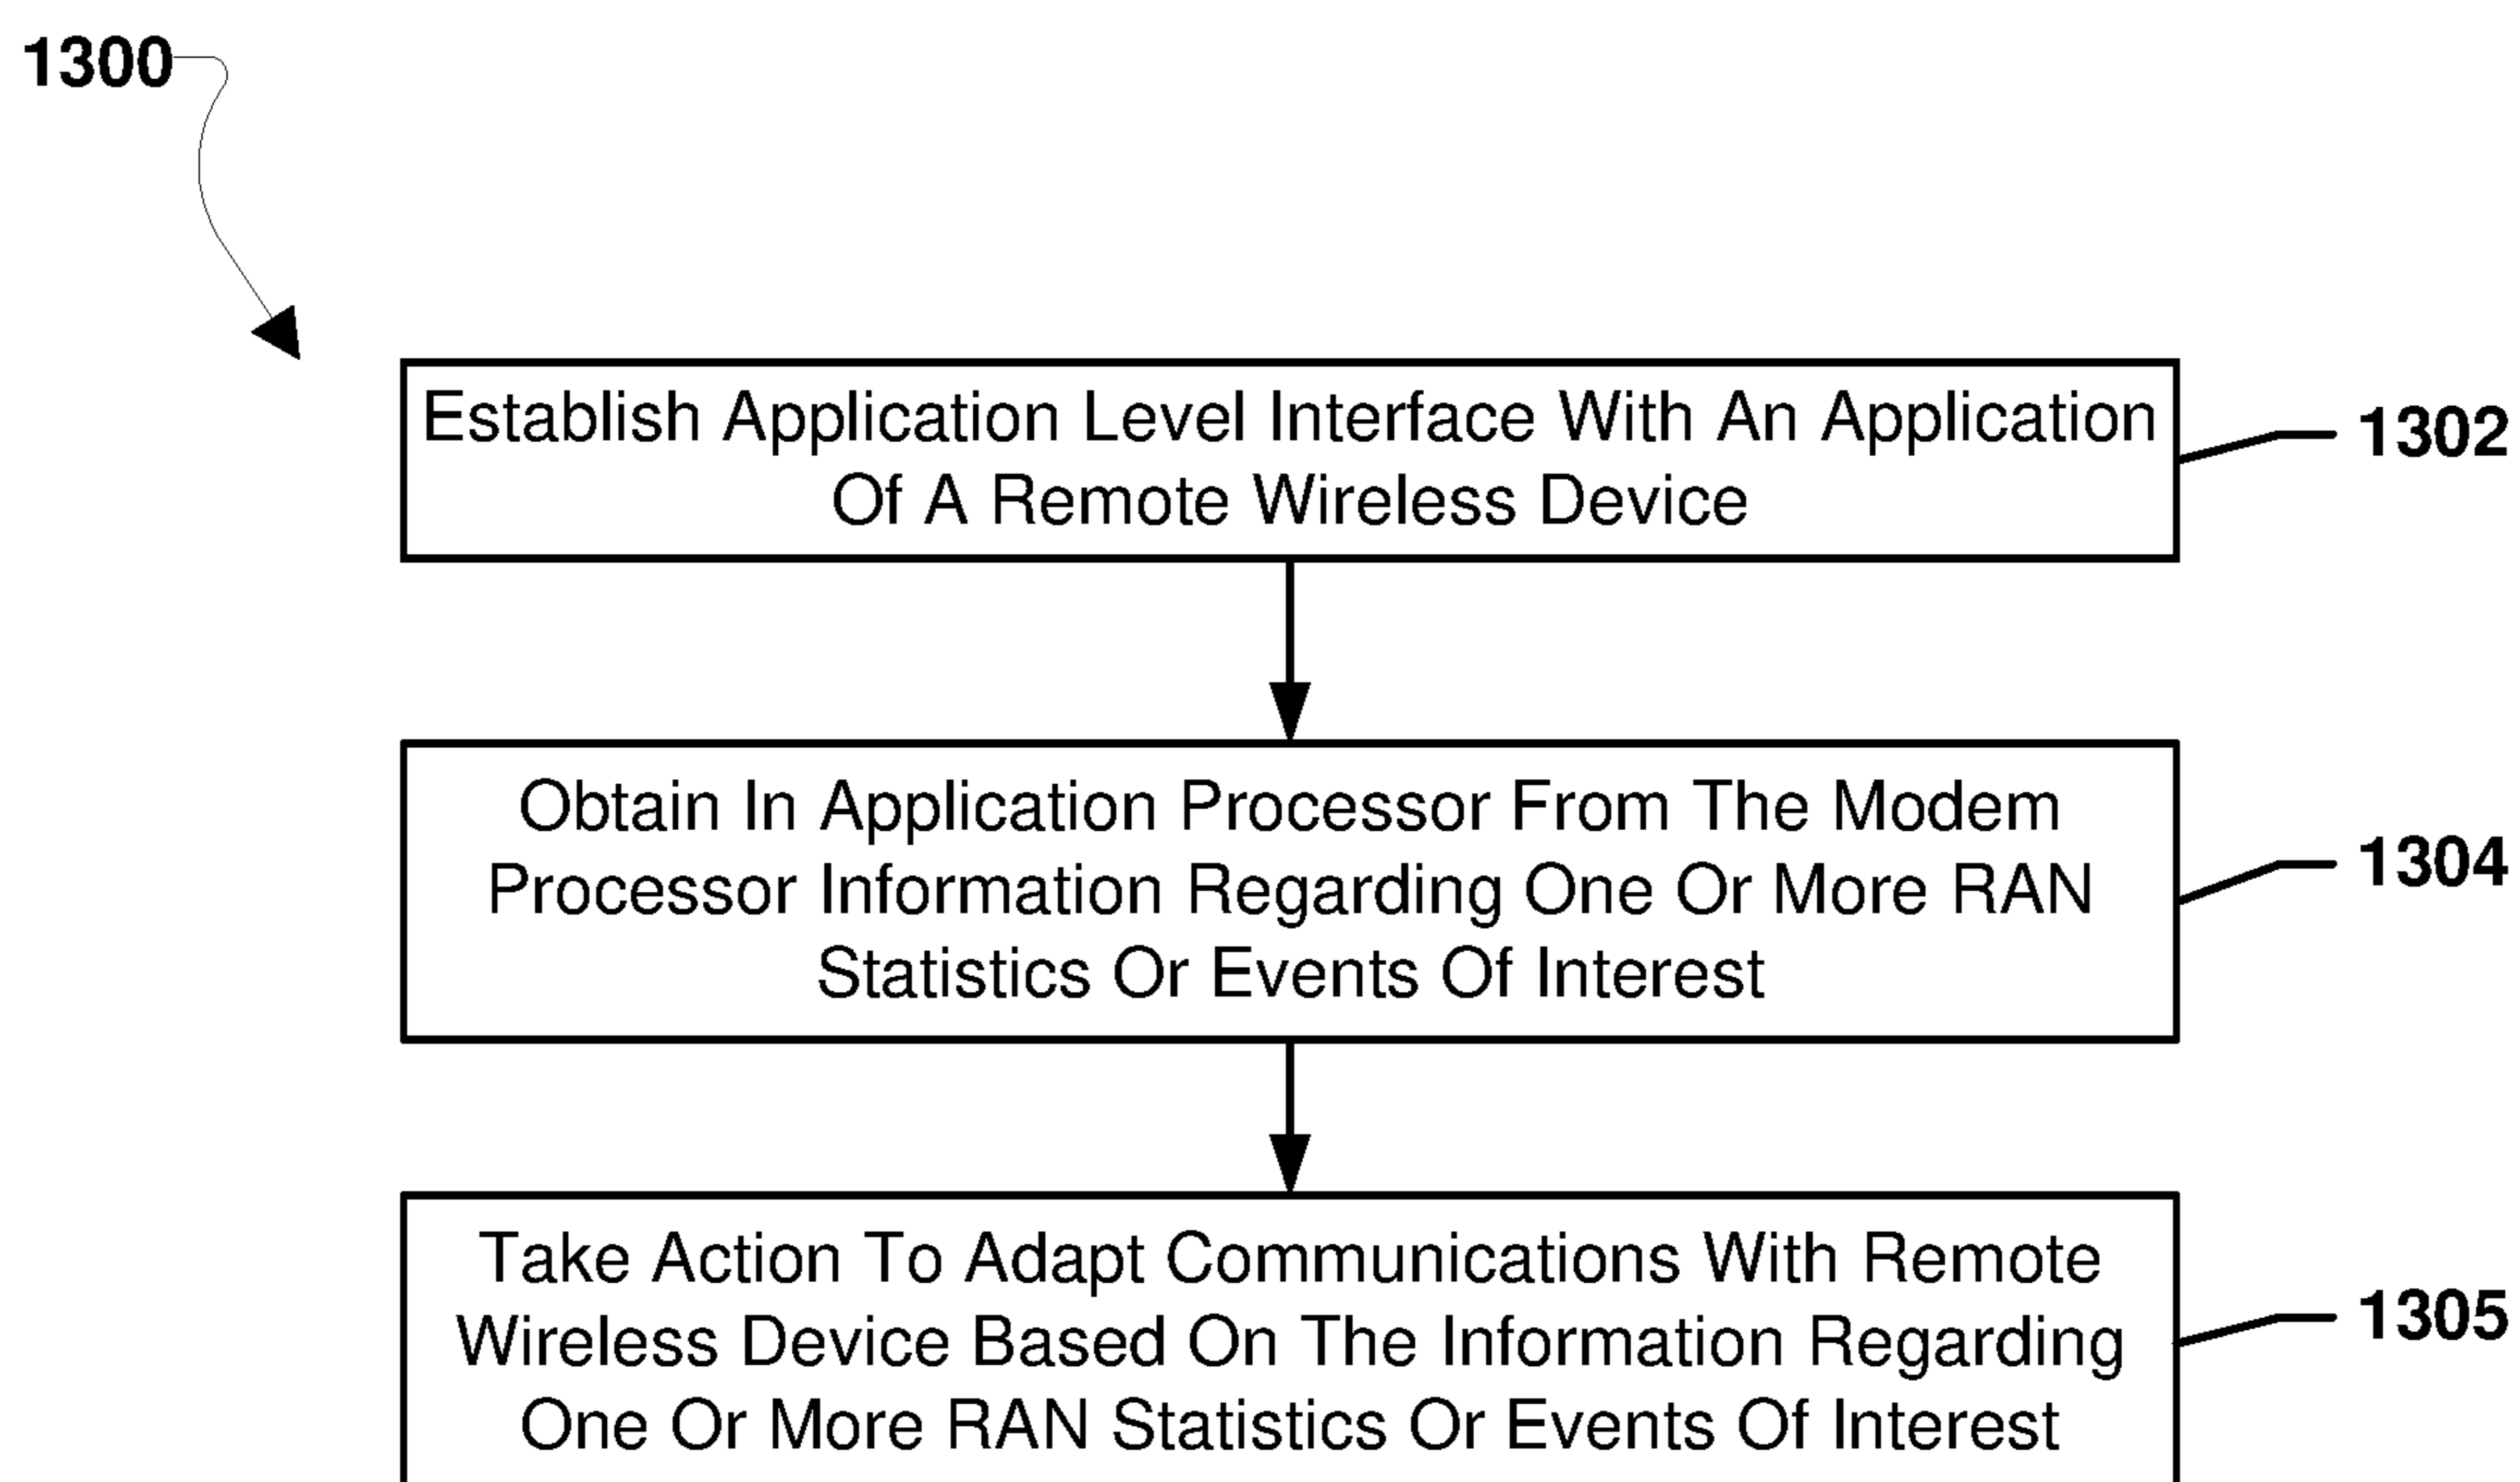 1300
Establish Application Level Interface With An Application
Of A Remote Wireless Device
1302
Obtain In Application Processor From The Modem
Processor Information Regarding One Or More RAN
Statistics Or Events Of Interest
1304
Take Action To Adapt Communications With Remote
Wireless Device Based On The Information Regarding
One Or More RAN Statistics Or Events Of Interest
1305